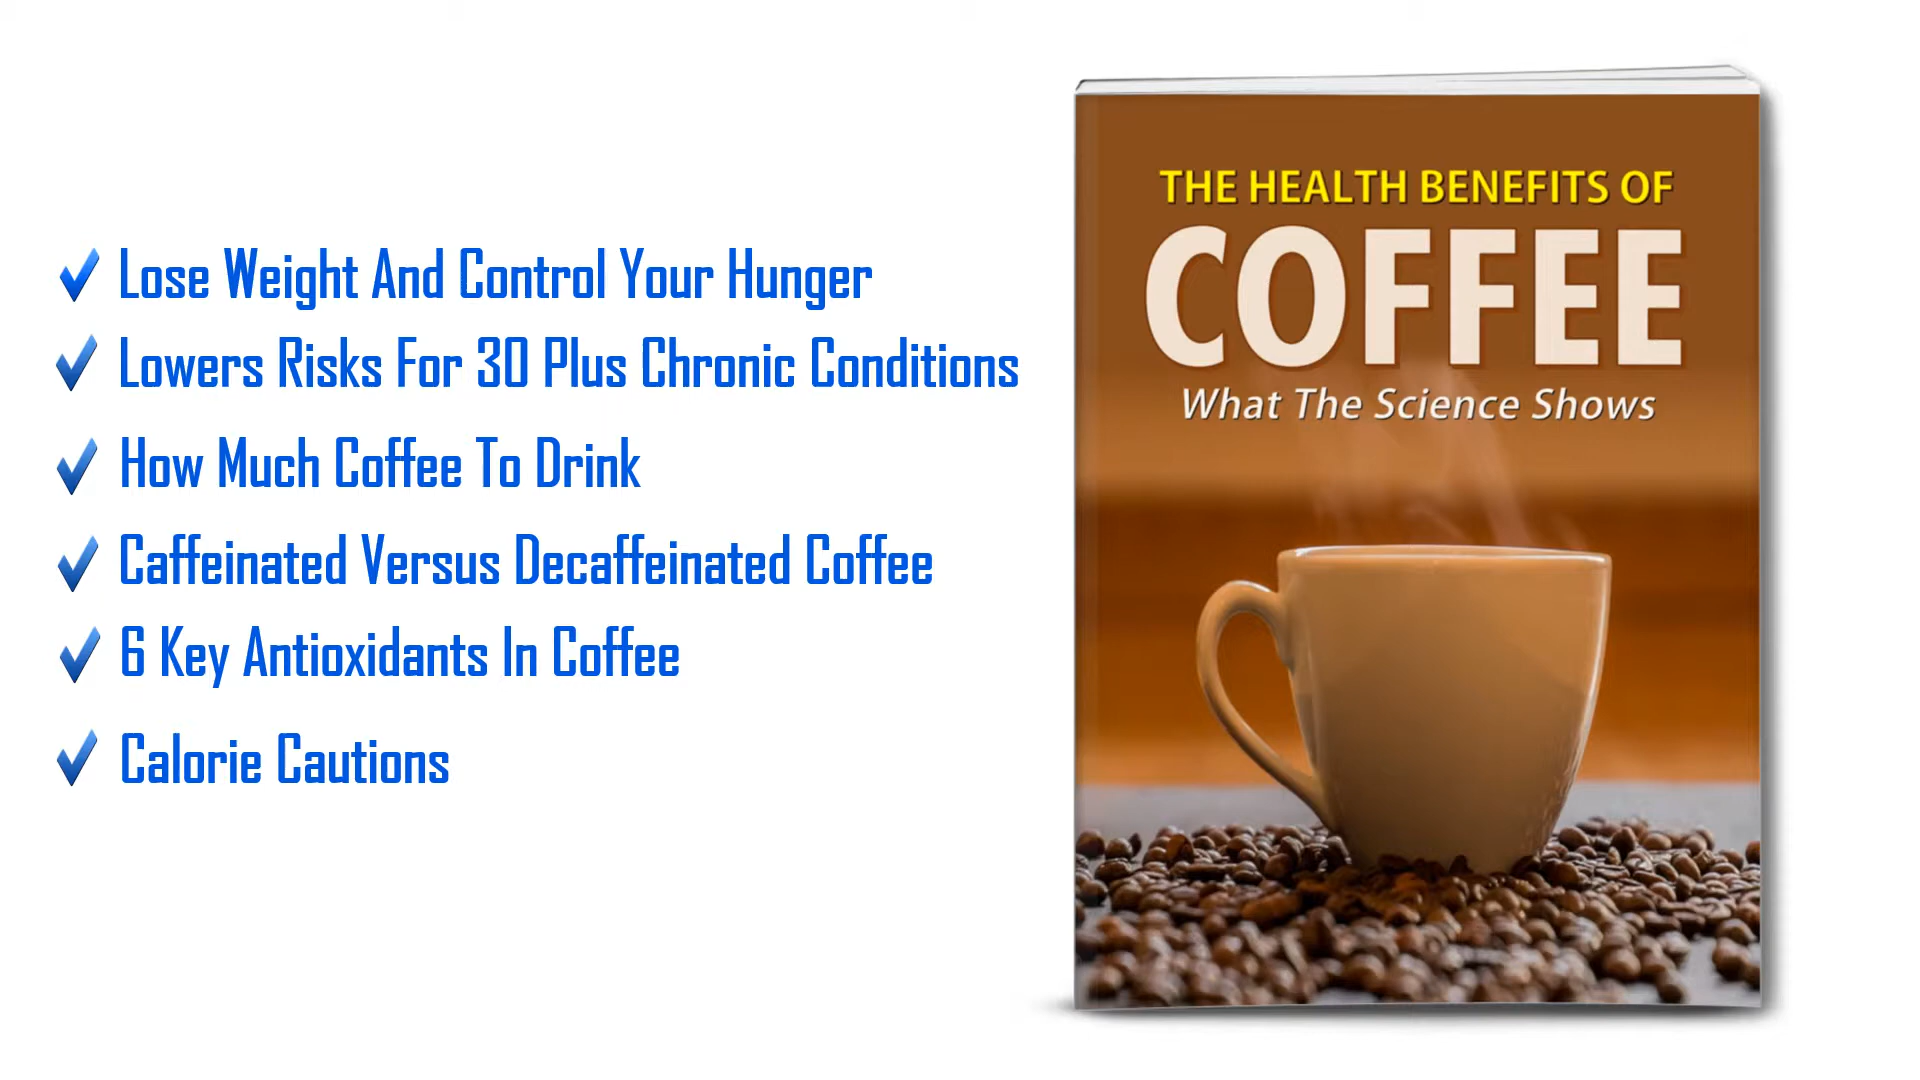 Lose Weight And Control Your Hunger
Lowers Risks For 30 Plus Chronic Conditions
How Much Coffee To Drink
Caffeinated Versus Decaffeinated Coffee
6 Key Antioxidants In Coffee
Calorie Cautions
THE HEALTH BENEFITS OF
COFFEE
What The Science Shows